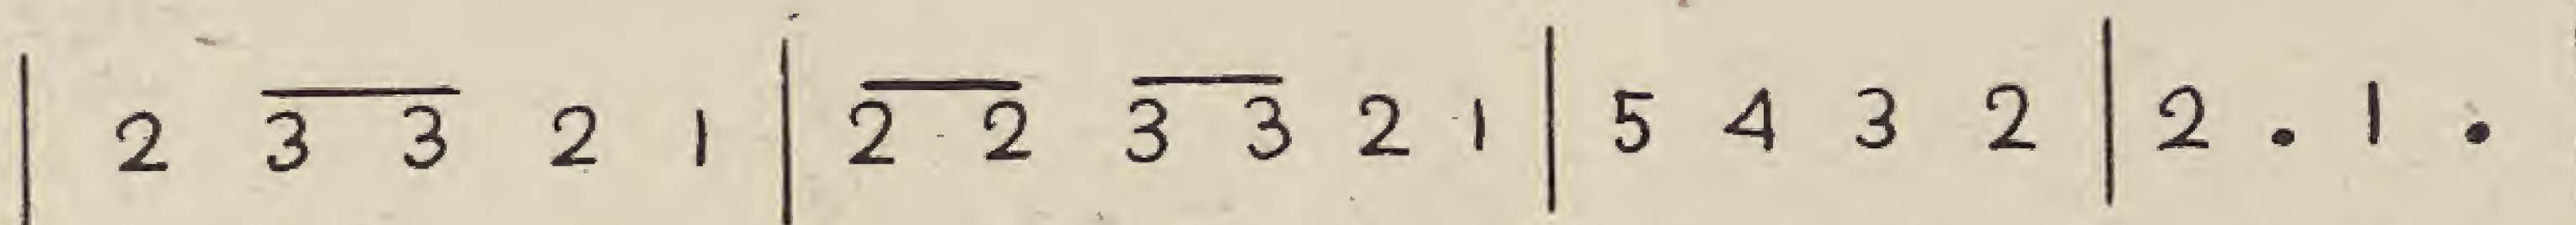 | 2 3̅ 3̅ 2 1 | 2̅ 2̅ 3̅ 3̅ 2 1 | 5 4 3 2 | 2 . 1 .